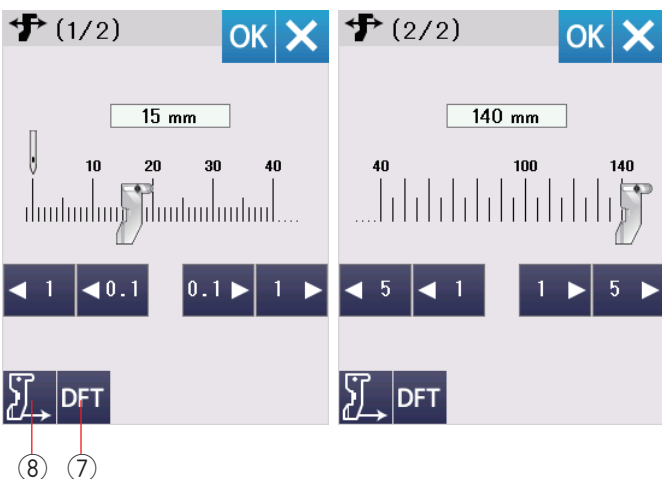 (1/2) OK
15 mm
10 20 30 40
◀ 1 ◀0.1 0.1▶ 1 ▶
DFT
⑧ ⑦
(2/2) OK
140 mm
40 100 140
◀ 5 ◀ 1 1 ▶ 5 ▶
DFT